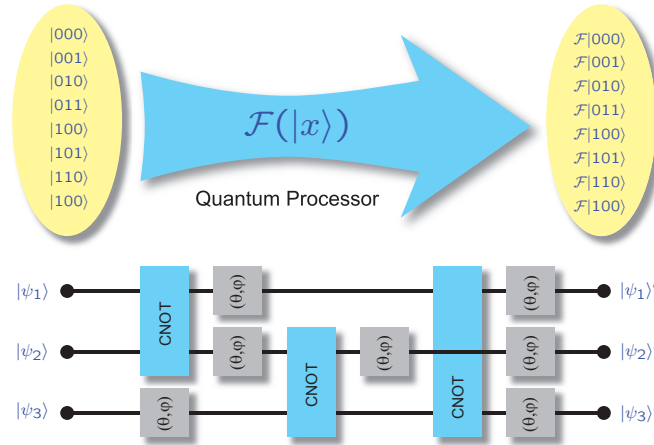 |000⟩
|001⟩
|010⟩
|011⟩
|100⟩
|101⟩
|110⟩
|100⟩
ℱ(|x⟩)
Quantum Processor
ℱ|000⟩
ℱ|001⟩
ℱ|010⟩
ℱ|011⟩
ℱ|100⟩
ℱ|101⟩
ℱ|110⟩
ℱ|100⟩
|ψ₁⟩ CNOT (θ,φ) CNOT (θ,φ) |ψ₁⟩'
|ψ₂⟩ (θ,φ) CNOT (θ,φ) (θ,φ) |ψ₂⟩'
|ψ₃⟩ (θ,φ) (θ,φ) |ψ₃⟩'